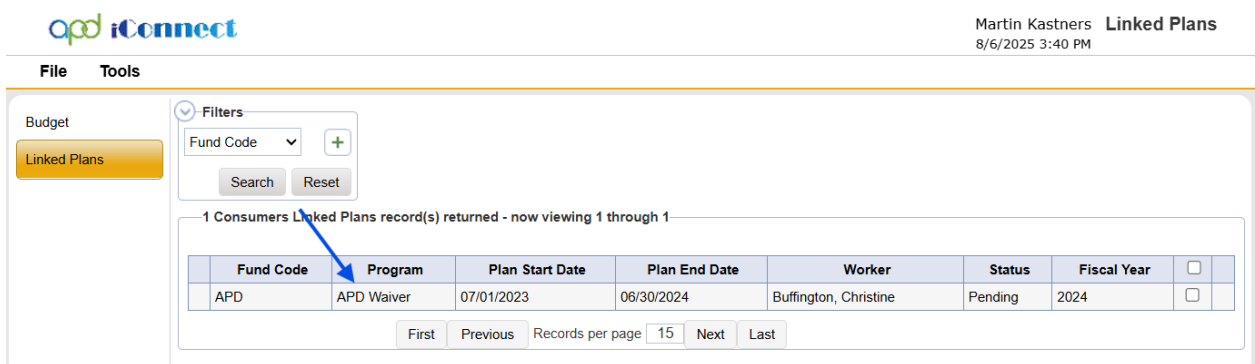 apd iConnect
Martin Kastners Linked Plans
8/6/2025 3:40 PM
File Tools
Budget
Linked Plans
Filters
Fund Code
+
Search Reset
1 Consumers Linked Plans record(s) returned - now viewing 1 through 1
Fund Code Program Plan Start Date Plan End Date Worker Status Fiscal Year
APD APD Waiver 07/01/2023 06/30/2024 Buffington, Christine Pending 2024
First Previous Records per page 15 Next Last